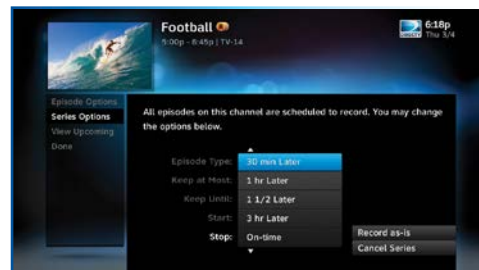 Football
5:00p - 6:45p | TV-14
6:18p
Thu 3/4
Episode Options
Series Options
View Upcoming
Done
All episodes on this channel are scheduled to record. You may change
the options below.
Episode Type: 30 min Later
Keep at Most: 1 hr Later
Keep Until: 1 1/2 Later
Start: 3 hr Later
Stop: On-time
Record as-is
Cancel Series